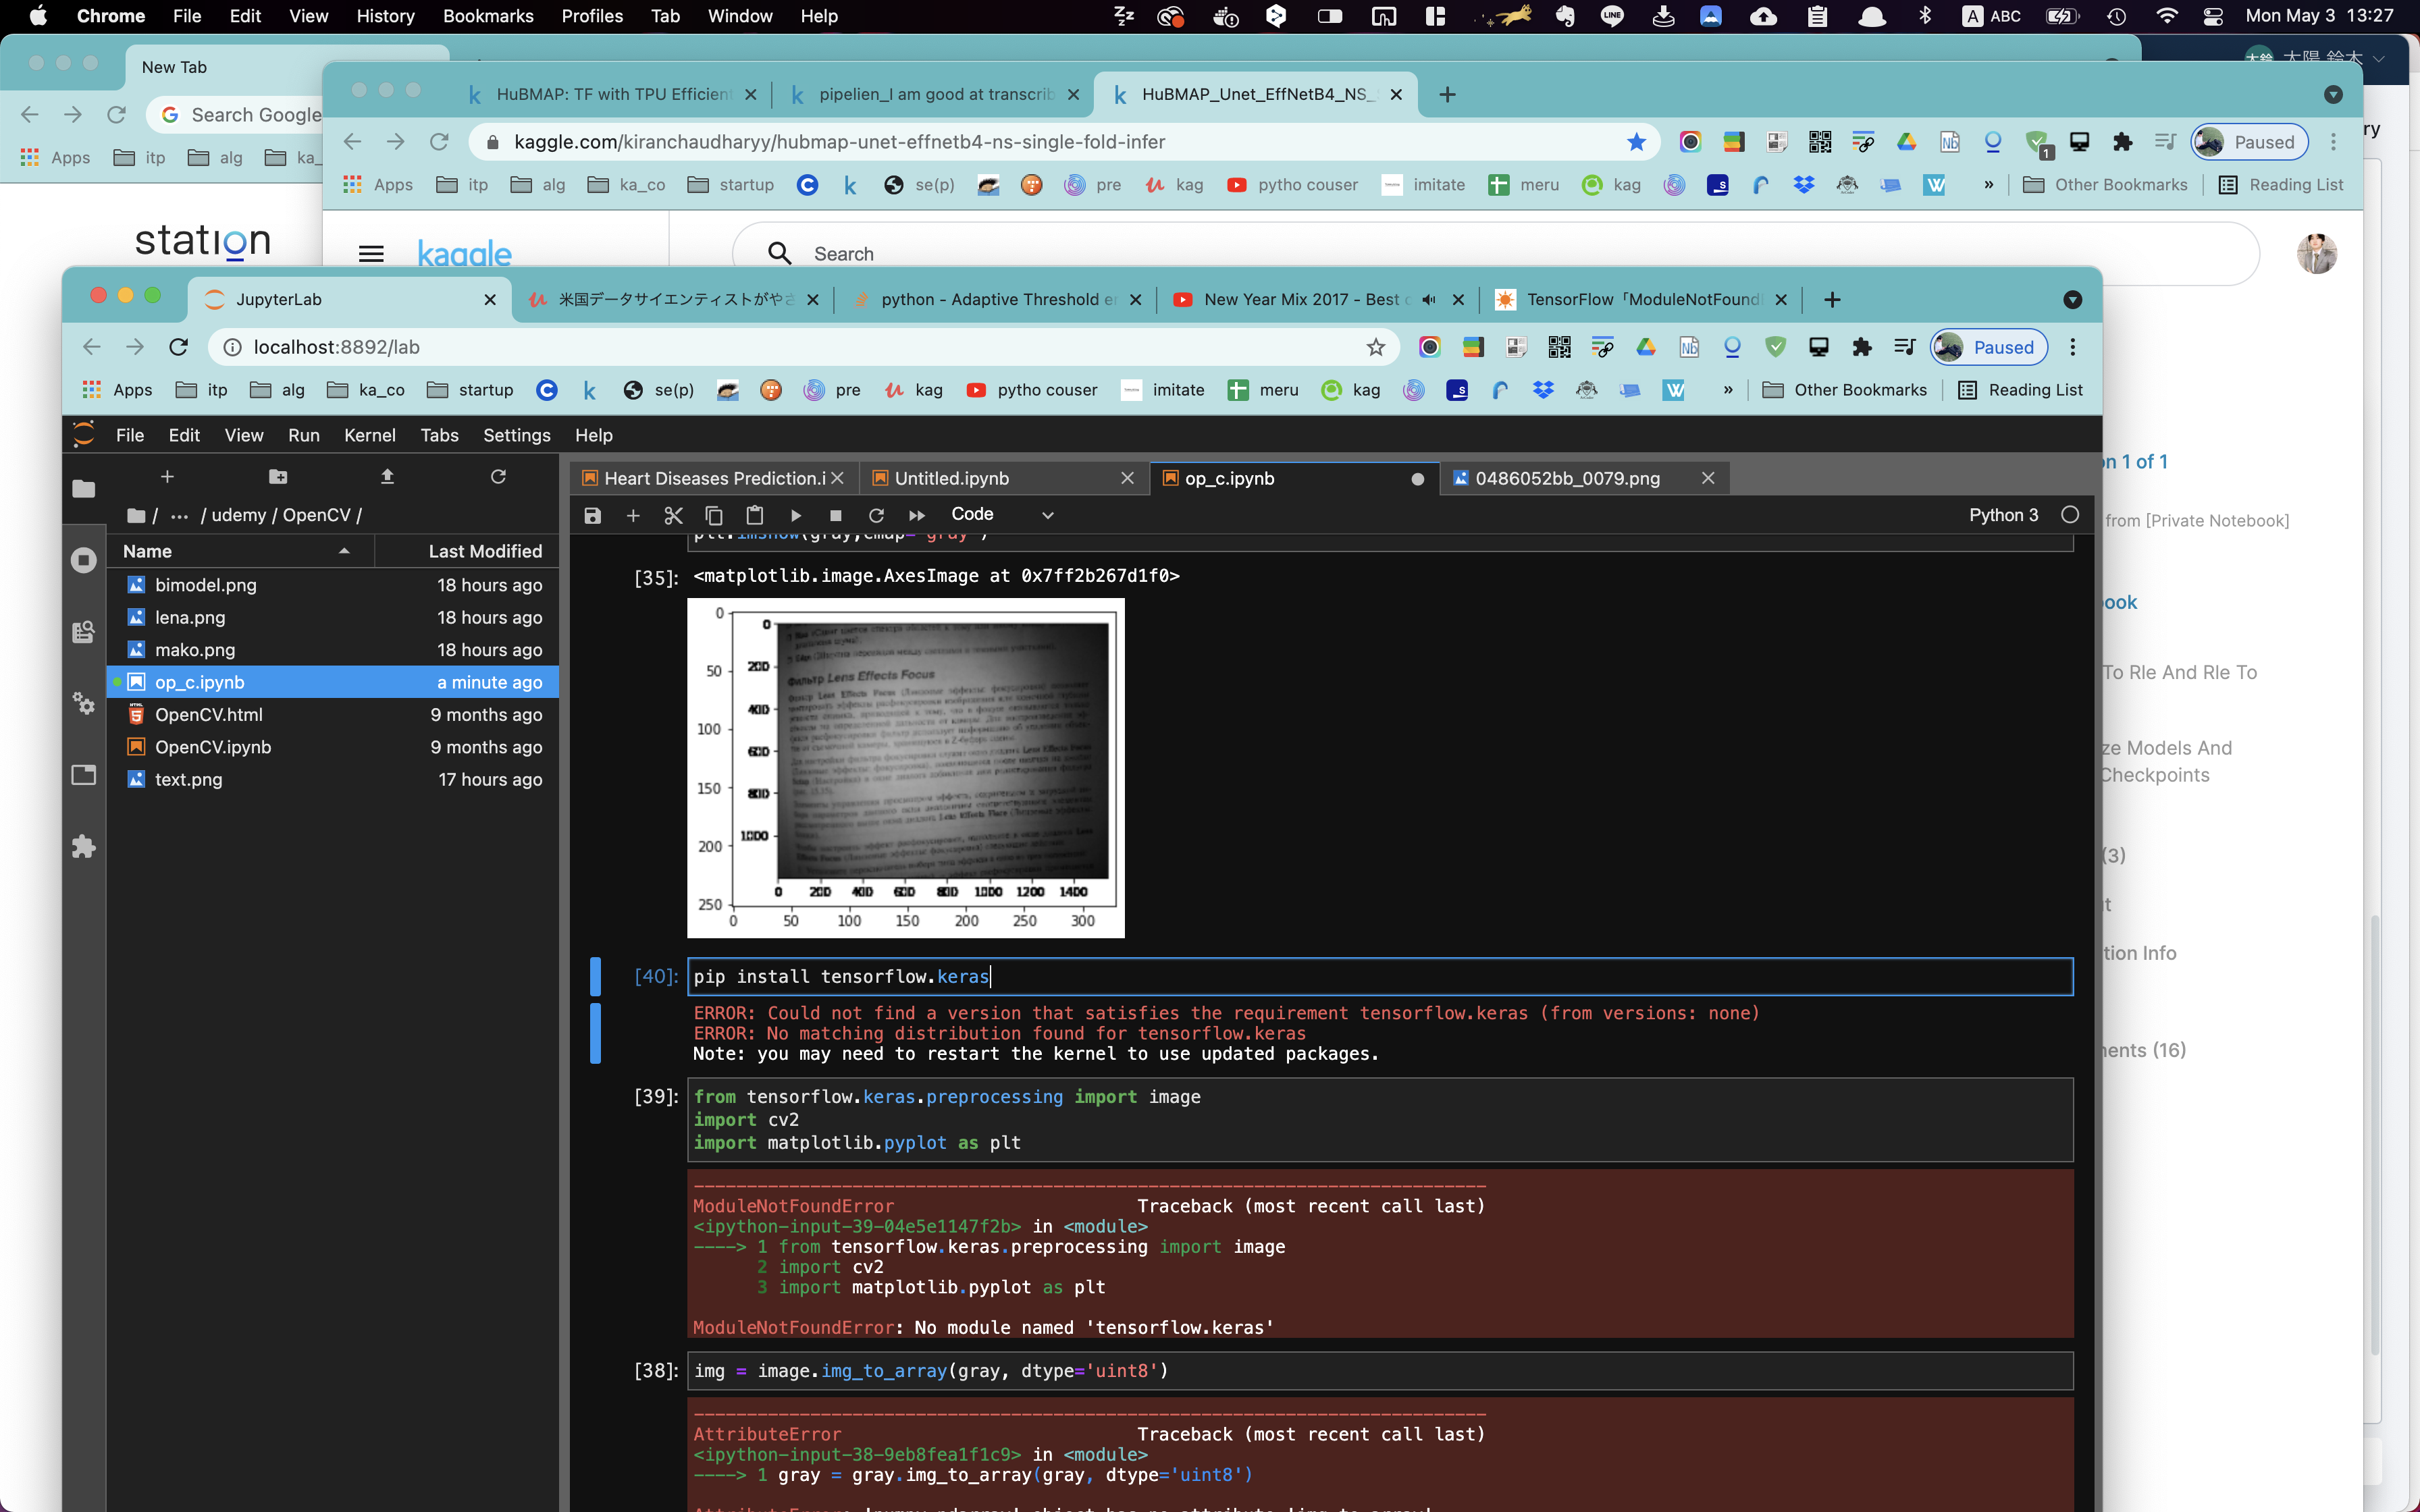 Chrome File Edit View History Bookmarks Profiles Tab Window Help
ABC Mon May 3 13:27
New Tab
大陽 鈴木
HuBMAP: TF with TPU Efficient
pipelien_I am good at transcrib
HuBMAP_Unet_EffNetB4_NS_
Search Google
kaggle.com/kiranchaudharyy/hubmap-unet-effnetb4-ns-single-fold-infer
Paused
ry
Apps itp alg ka_
Apps itp alg ka_co startup se(p) pre kag pytho couser imitate meru kag » Other Bookmarks Reading List
station
kaggle
Search
JupyterLab
米国データサイエンティストがやさ
python - Adaptive Threshold er
New Year Mix 2017 - Best
TensorFlow「ModuleNotFound
localhost:8892/lab
Paused
Apps itp alg ka_co startup se(p) pre kag pytho couser imitate meru kag » Other Bookmarks Reading List
File Edit View Run Kernel Tabs Settings Help
Heart Diseases Prediction.i
Untitled.ipynb
op_c.ipynb
0486052bb_0079.png
on 1 of 1
/ ··· / udemy / OpenCV /
Code
Python 3
from [Private Notebook]
Name Last Modified
bimodel.png 18 hours ago
lena.png 18 hours ago
mako.png 18 hours ago
op_c.ipynb a minute ago
OpenCV.html 9 months ago
OpenCV.ipynb 9 months ago
text.png 17 hours ago
plt.imshow(gray,cmap='gray')
[35]: <matplotlib.image.AxesImage at 0x7ff2b267d1f0>
0
50
100
150
200
250
0 50 100 150 200 250 300
0
200
400
600
800
1000
0 200 400 600 800 1000 1200 1400
Фильтр Lens Effects Focus
ook
To Rle And Rle To
ze Models And
Checkpoints
(3)
ut
tion Info
nents (16)
[40]: pip install tensorflow.keras
ERROR: Could not find a version that satisfies the requirement tensorflow.keras (from versions: none)
ERROR: No matching distribution found for tensorflow.keras
Note: you may need to restart the kernel to use updated packages.
[39]: from tensorflow.keras.preprocessing import image
import cv2
import matplotlib.pyplot as plt
---------------------------------------------------------------------------
ModuleNotFoundError Traceback (most recent call last)
<ipython-input-39-04e5e1147f2b> in <module>
----> 1 from tensorflow.keras.preprocessing import image
2 import cv2
3 import matplotlib.pyplot as plt
ModuleNotFoundError: No module named 'tensorflow.keras'
[38]: img = image.img_to_array(gray, dtype='uint8')
---------------------------------------------------------------------------
AttributeError Traceback (most recent call last)
<ipython-input-38-9eb8fea1f1c9> in <module>
----> 1 gray = gray.img_to_array(gray, dtype='uint8')